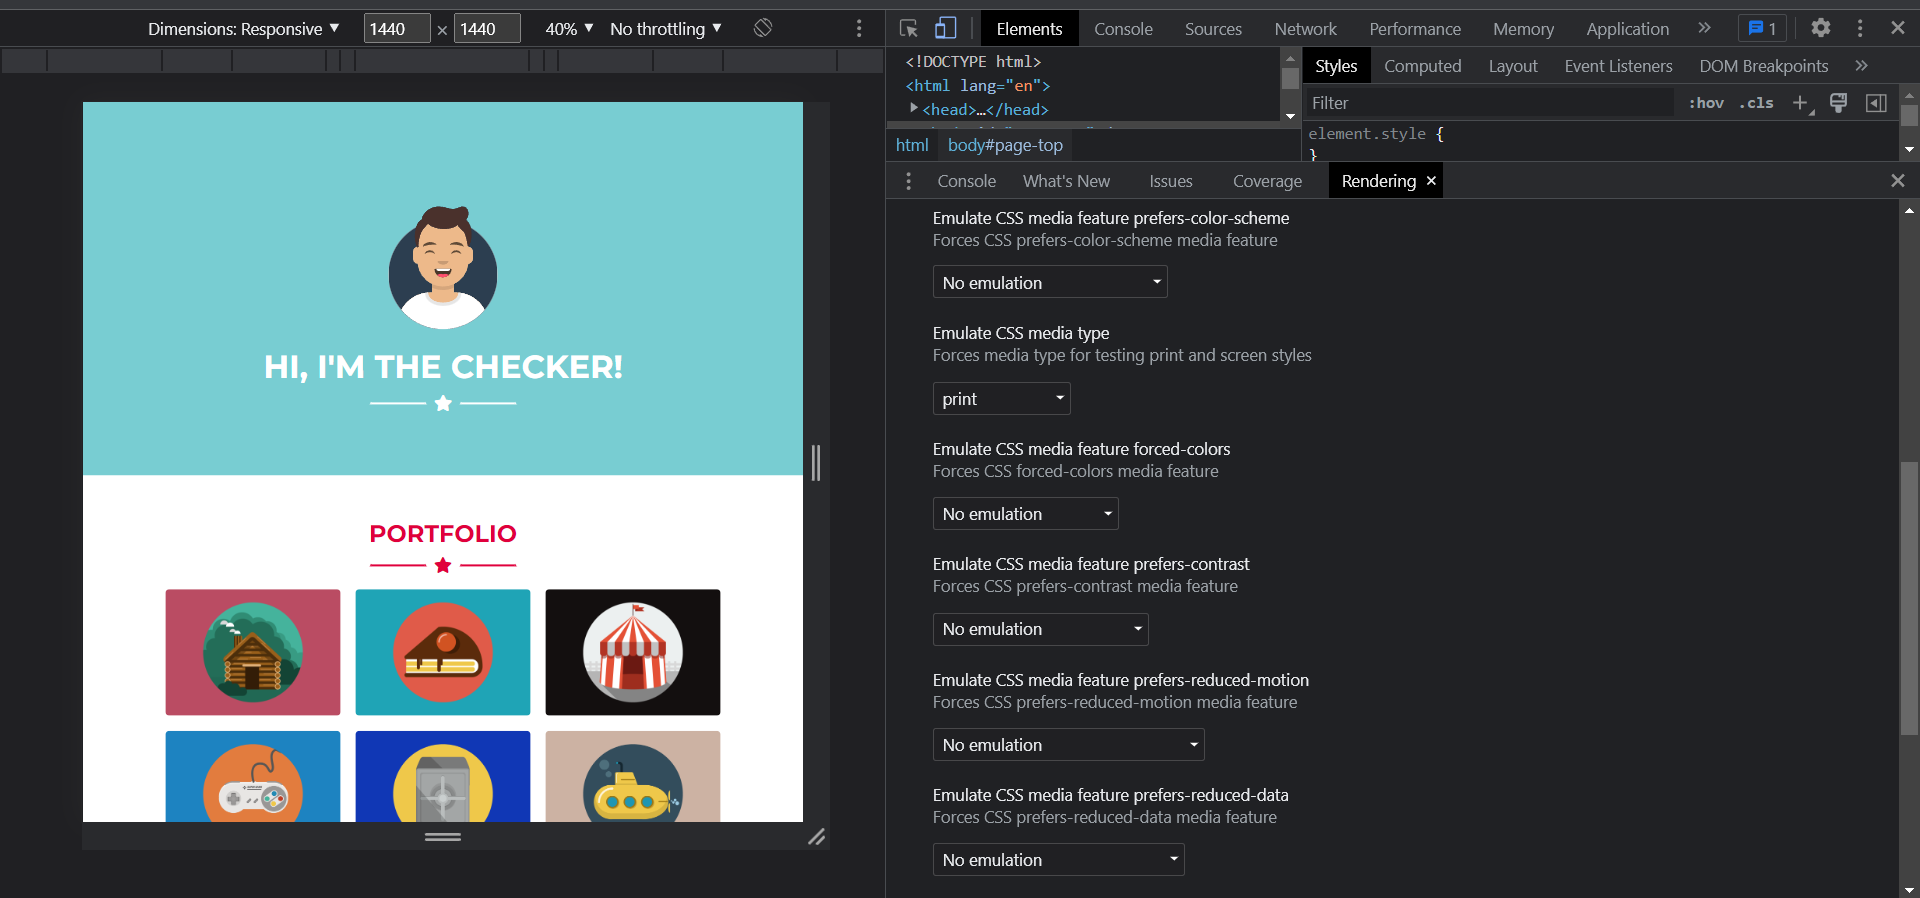 Dimensions: Responsive ▼ 1440 × 1440 40% ▼ No throttling ▼
HI, I'M THE CHECKER!
PORTFOLIO
Elements Console Sources Network Performance Memory Application » 1
<!DOCTYPE html>
<html lang="en">
<head>…</head>
html body#page-top
Styles Computed Layout Event Listeners DOM Breakpoints »
Filter :hov .cls +
element.style {
}
Console What's New Issues Coverage Rendering ×
Emulate CSS media feature prefers-color-scheme
Forces CSS prefers-color-scheme media feature
No emulation
Emulate CSS media type
Forces media type for testing print and screen styles
print
Emulate CSS media feature forced-colors
Forces CSS forced-colors media feature
No emulation
Emulate CSS media feature prefers-contrast
Forces CSS prefers-contrast media feature
No emulation
Emulate CSS media feature prefers-reduced-motion
Forces CSS prefers-reduced-motion media feature
No emulation
Emulate CSS media feature prefers-reduced-data
Forces CSS prefers-reduced-data media feature
No emulation